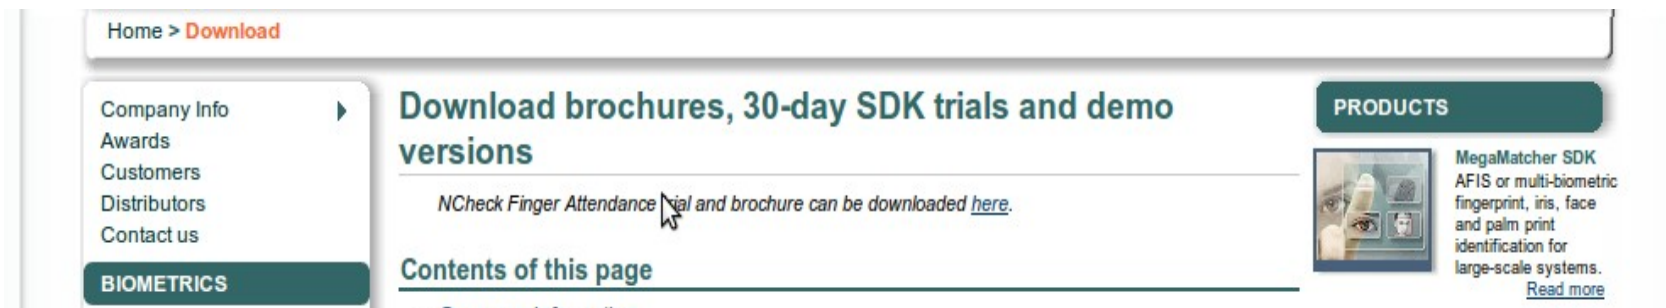 Home > Download
Company Info
Awards
Customers
Distributors
Contact us
BIOMETRICS
Download brochures, 30-day SDK trials and demo
versions
NCheck Finger Attendance and brochure can be downloaded here.
Contents of this page
PRODUCTS
MegaMatcher SDK
AFIS or multi-biometric
fingerprint, iris, face
and palm print
identification for
large-scale systems.
Read more